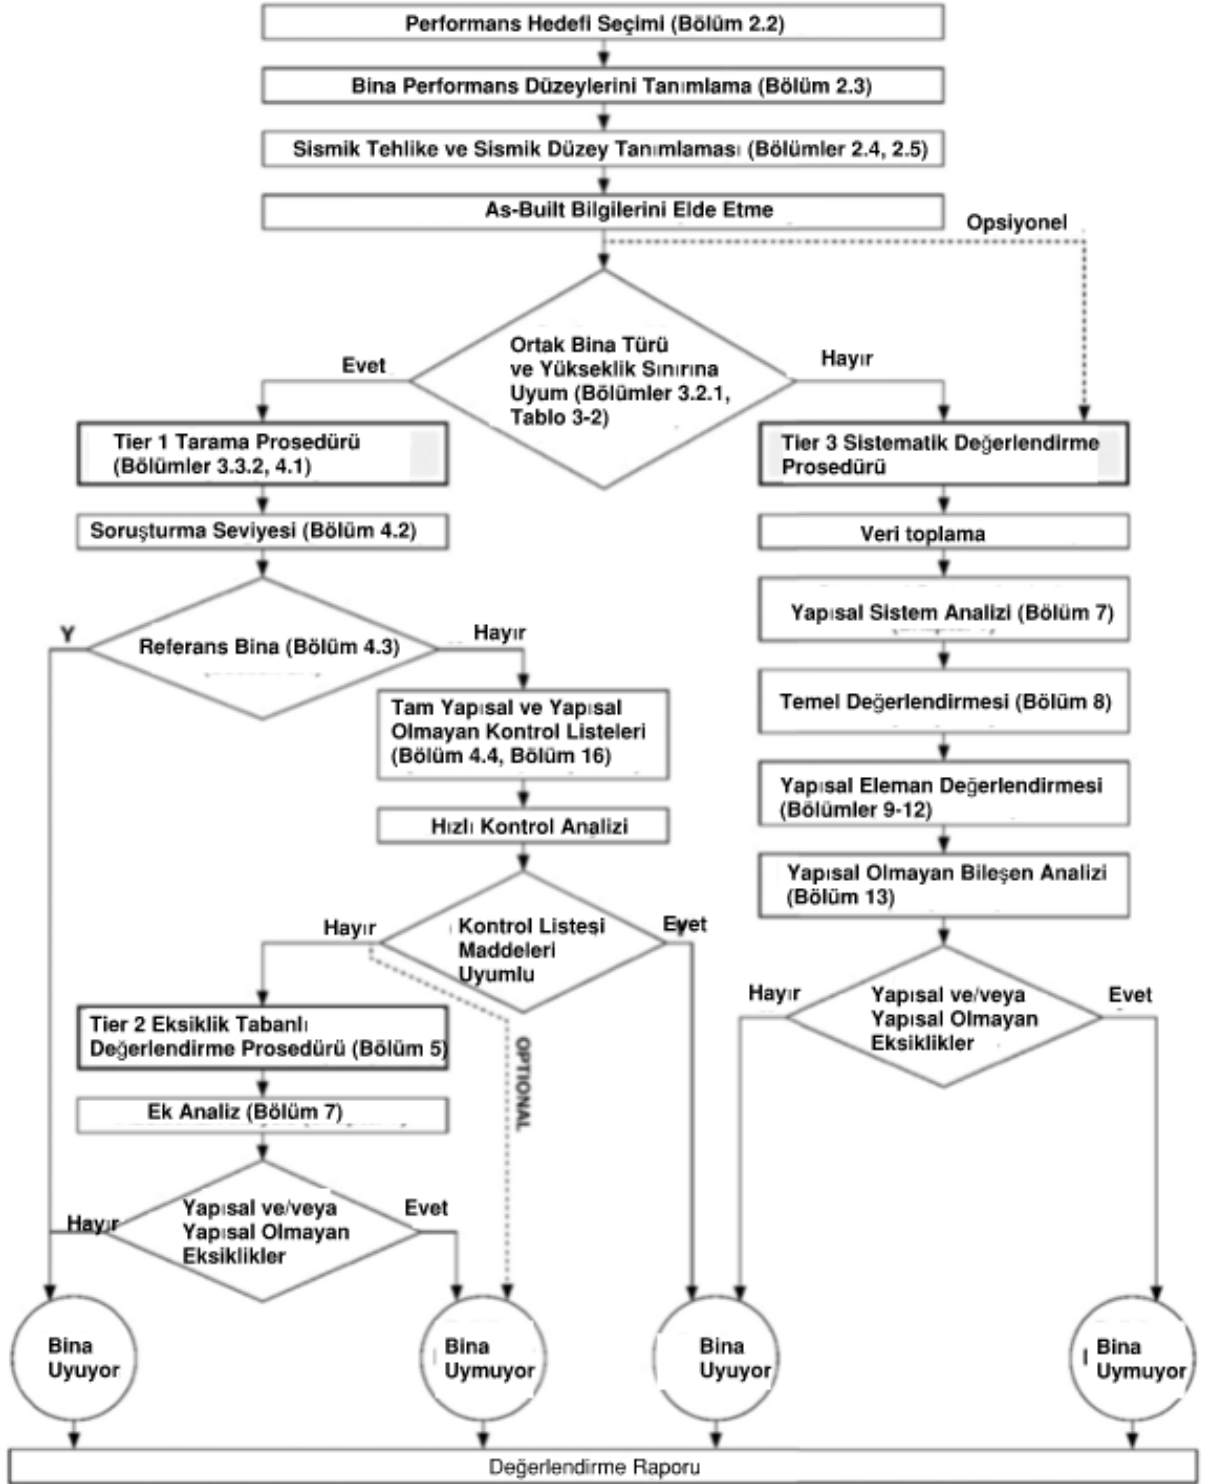 Performans Hedefi Seçimi (Bölüm 2.2)
Bina Performans Düzeylerini Tanımlama (Bölüm 2.3)
Sismik Tehlike ve Sismik Düzey Tanımlaması (Bölümler 2.4, 2.5)
As-Built Bilgilerini Elde Etme
Opsiyonel
Ortak Bina Türü
ve Yükseklik Sınırına
Uyum (Bölümler 3.2.1,
Tablo 3-2)
Evet
Hayır
Tier 1 Tarama Prosedürü
(Bölümler 3.3.2, 4.1)
Soruşturma Seviyesi (Bölüm 4.2)
Referans Bina (Bölüm 4.3)
Y
Hayır
Tam Yapısal ve Yapısal
Olmayan Kontrol Listeleri
(Bölüm 4.4, Bölüm 16)
Hızlı Kontrol Analizi
Kontrol Listesi
Maddeleri
Uyumlu
Hayır
Evet
Tier 2 Eksiklik Tabanlı
Değerlendirme Prosedürü (Bölüm 5)
OPTIONAL
Ek Analiz (Bölüm 7)
Yapısal ve/veya
Yapısal Olmayan
Eksiklikler
Hayır
Evet
Tier 3 Sistematik Değerlendirme
Prosedürü
Veri toplama
Yapısal Sistem Analizi (Bölüm 7)
Temel Değerlendirmesi (Bölüm 8)
Yapısal Eleman Değerlendirmesi
(Bölümler 9-12)
Yapısal Olmayan Bileşen Analizi
(Bölüm 13)
Yapısal ve/veya
Yapısal Olmayan
Eksiklikler
Hayır
Evet
Bina
Uyuyor
Bina
Uymuyor
Bina
Uyuyor
Bina
Uymuyor
Değerlendirme Raporu